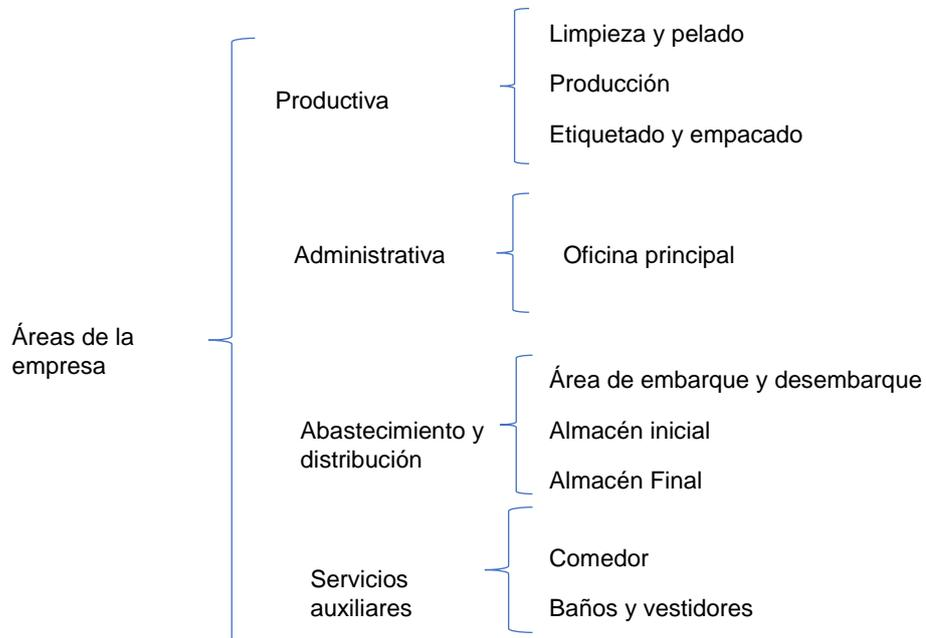 Áreas de la
empresa
Productiva
Limpieza y pelado
Producción
Etiquetado y empacado
Administrativa
Oficina principal
Abastecimiento y
distribución
Área de embarque y desembarque
Almacén inicial
Almacén Final
Servicios
auxiliares
Comedor
Baños y vestidores